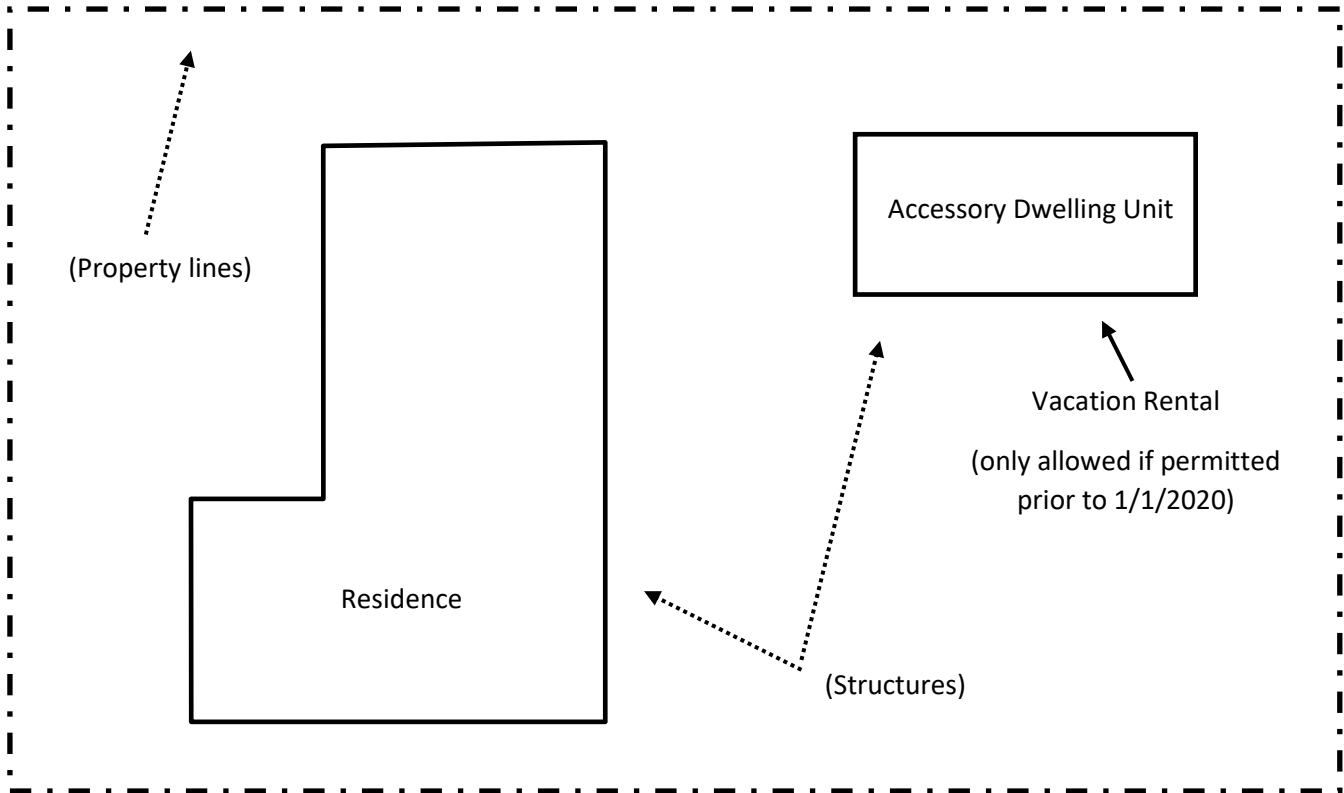 Accessory Dwelling Unit
(Property lines)
Vacation Rental
(only allowed if permitted
prior to 1/1/2020)
Residence
(Structures)